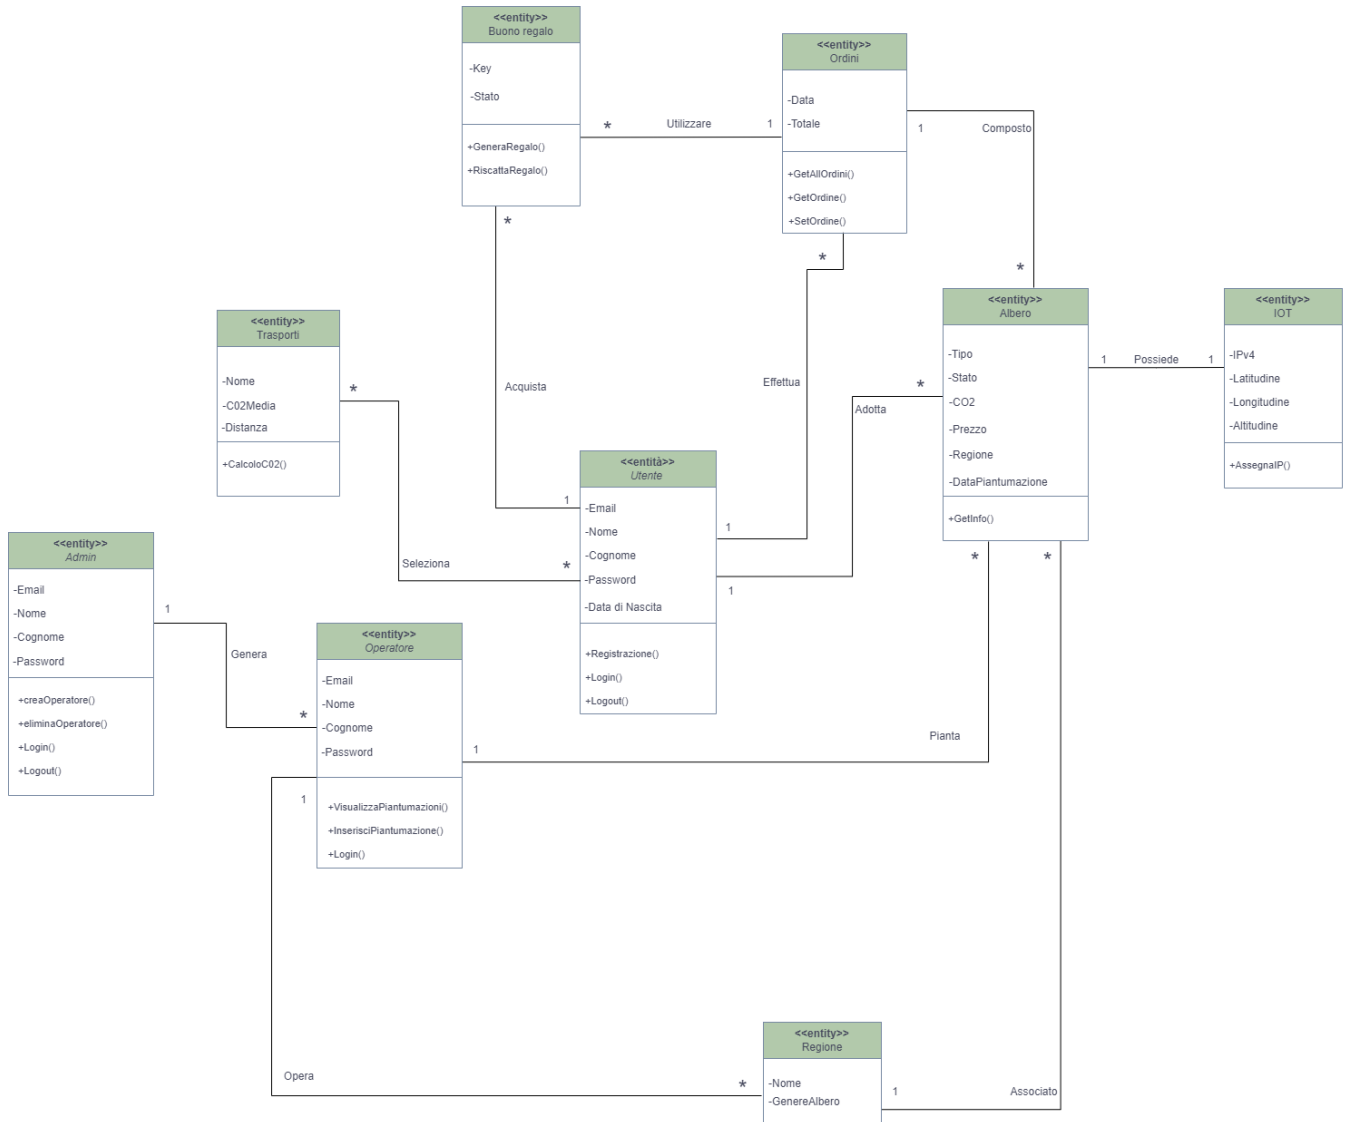 <<entity>>
Buono regalo
-Key
-Stato
+GeneraRegalo()
+RiscattaRegalo()
*
Utilizzare
1
<<entity>>
Ordini
-Data
-Totale
+GetAllOrdini()
+GetOrdine()
+SetOrdine()
1
Composto
*
*
*
<<entity>>
Trasporti
-Nome
-C02Media
-Distanza
+CalcoloC02()
*
Acquista
Effettua
<<entity>>
Albero
-Tipo
-Stato
-CO2
-Prezzo
-Regione
-DataPiantumazione
+GetInfo()
1
Possiede
1
<<entity>>
IOT
-IPv4
-Latitudine
-Longitudine
-Altitudine
+AssegnaIP()
*
Adotta
<<entità>>
Utente
-Email
-Nome
-Cognome
-Password
-Data di Nascita
+Registrazione()
+Login()
+Logout()
1
1
1
Seleziona
*
<<entity>>
Admin
-Email
-Nome
-Cognome
-Password
+creaOperatore()
+eliminaOperatore()
+Login()
+Logout()
1
Genera
*
<<entity>>
Operatore
-Email
-Nome
-Cognome
-Password
+VisualizzaPiantumazioni()
+InserisciPiantumazione()
+Login()
1
Pianta
*
*
1
Opera
*
<<entity>>
Regione
-Nome
-GenereAlbero
1
Associato